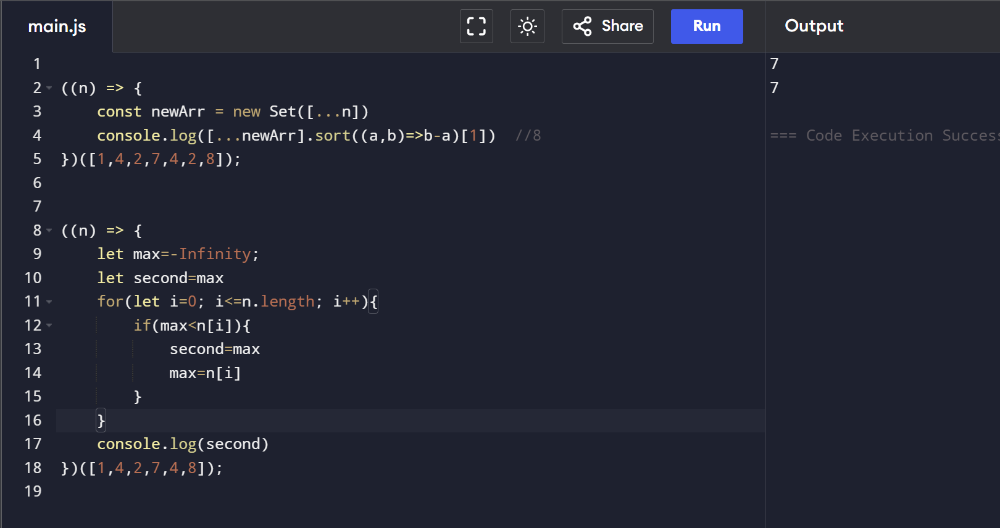 main.js
Share
Run
Output
1
2 ((n) => {
3     const newArr = new Set([...n])
4     console.log([...newArr].sort((a,b)=>b-a)[1])  //8
5 })([1,4,2,7,4,2,8]);
6
7
8 ((n) => {
9     let max=-Infinity;
10     let second=max
11     for(let i=0; i<=n.length; i++){
12         if(max<n[i]){
13             second=max
14             max=n[i]
15         }
16     }
17     console.log(second)
18 })([1,4,2,7,4,8]);
19
7
7
=== Code Execution Succes